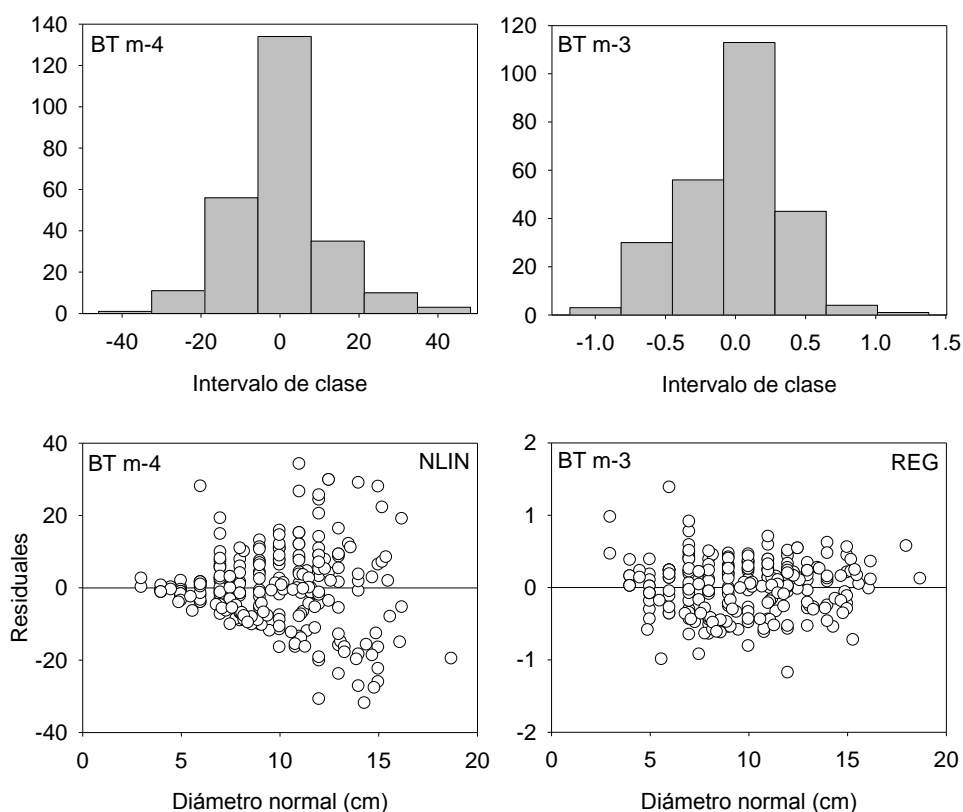 BT m-4
140
120
100
80
60
40
20
0
-40 -20 0 20 40
Intervalo de clase
BT m-3
120
100
80
60
40
20
0
-1.0 -0.5 0.0 0.5 1.0 1.5
Intervalo de clase
BT m-4 NLIN
Residuales
40
20
0
-20
-40
0 5 10 15 20
Diámetro normal (cm)
BT m-3 REG
2
1
0
-1
-2
0 5 10 15 20
Diámetro normal (cm)